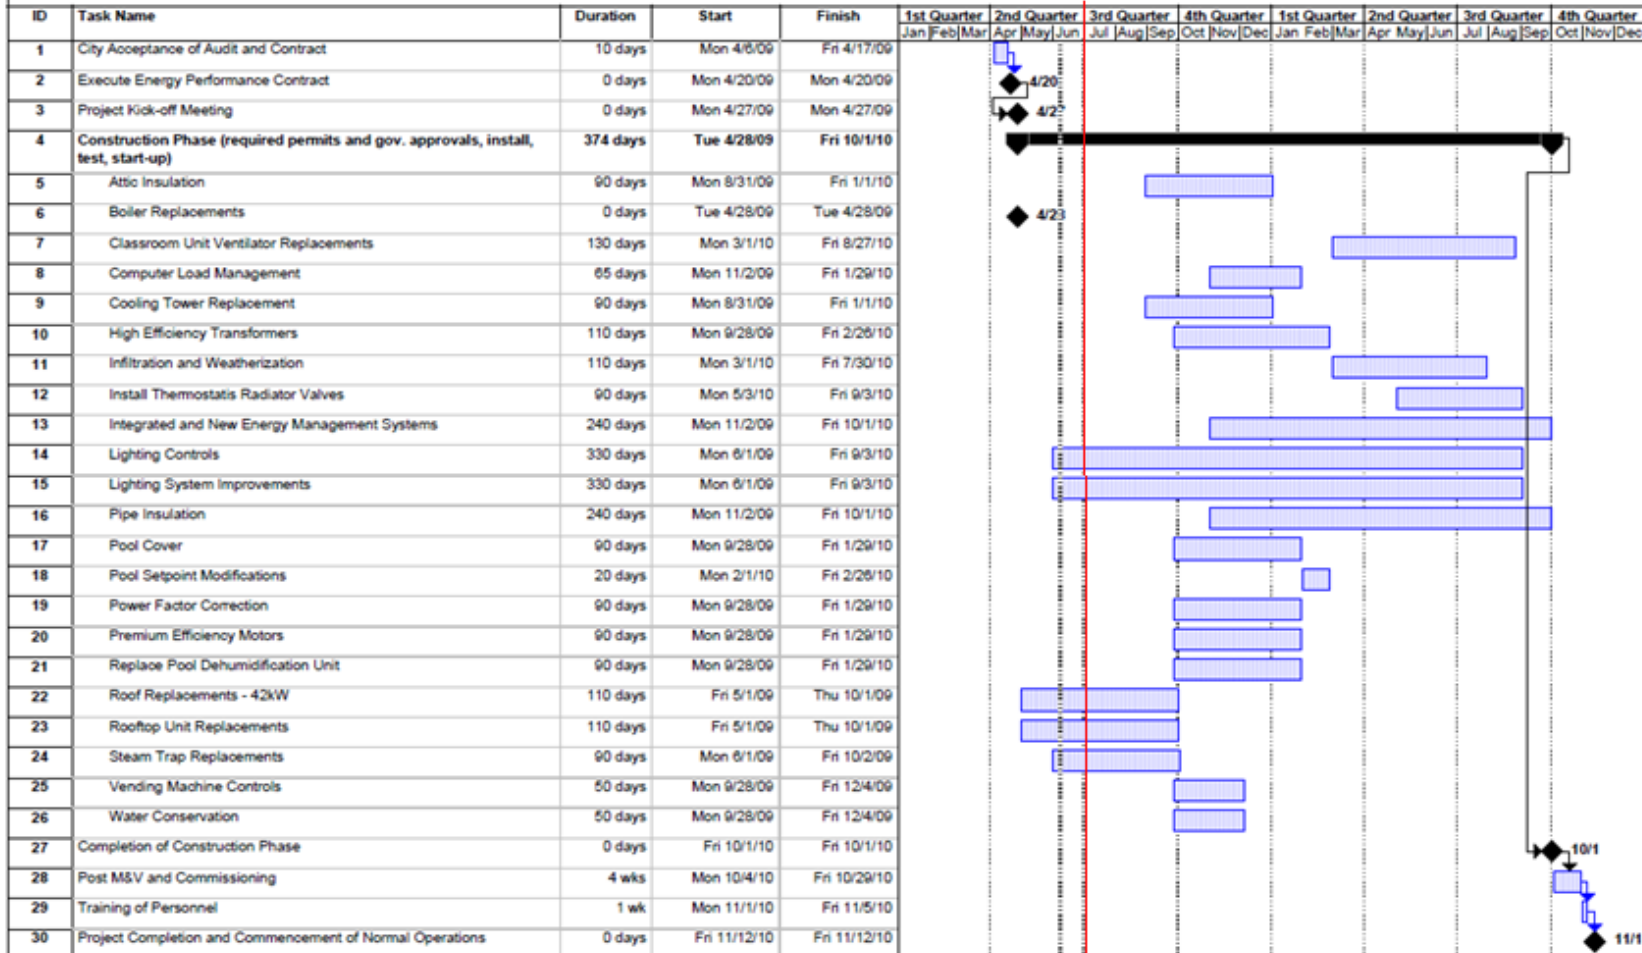 ID Task Name Duration Start Finish 1st Quarter 2nd Quarter 3rd Quarter 4th Quarter 1st Quarter 2nd Quarter 3rd Quarter 4th Quarter
Jan Feb Mar Apr May Jun Jul Aug Sep Oct Nov Dec Jan Feb Mar Apr May Jun Jul Aug Sep Oct Nov Dec
1 City Acceptance of Audit and Contract 10 days Mon 4/6/09 Fri 4/17/09
2 Execute Energy Performance Contract 0 days Mon 4/20/09 Mon 4/20/09 4/20
3 Project Kick-off Meeting 0 days Mon 4/27/09 Mon 4/27/09 4/27
4 Construction Phase (required permits and gov. approvals, install, 374 days Tue 4/28/09 Fri 10/1/10
test, start-up)
5 Attic Insulation 90 days Mon 8/31/09 Fri 1/1/10
6 Boiler Replacements 0 days Tue 4/28/09 Tue 4/28/09 4/28
7 Classroom Unit Ventilator Replacements 130 days Mon 3/1/10 Fri 8/27/10
8 Computer Load Management 65 days Mon 11/2/09 Fri 1/29/10
9 Cooling Tower Replacement 90 days Mon 8/31/09 Fri 1/1/10
10 High Efficiency Transformers 110 days Mon 9/28/09 Fri 2/26/10
11 Infiltration and Weatherization 110 days Mon 3/1/10 Fri 7/30/10
12 Install Thermostatis Radiator Valves 90 days Mon 5/3/10 Fri 9/3/10
13 Integrated and New Energy Management Systems 240 days Mon 11/2/09 Fri 10/1/10
14 Lighting Controls 330 days Mon 6/1/09 Fri 9/3/10
15 Lighting System Improvements 330 days Mon 6/1/09 Fri 9/3/10
16 Pipe Insulation 240 days Mon 11/2/09 Fri 10/1/10
17 Pool Cover 90 days Mon 9/28/09 Fri 1/29/10
18 Pool Setpoint Modifications 20 days Mon 2/1/10 Fri 2/26/10
19 Power Factor Correction 90 days Mon 9/28/09 Fri 1/29/10
20 Premium Efficiency Motors 90 days Mon 9/28/09 Fri 1/29/10
21 Replace Pool Dehumidification Unit 90 days Mon 9/28/09 Fri 1/29/10
22 Roof Replacements - 42kW 110 days Fri 5/1/09 Thu 10/1/09
23 Rooftop Unit Replacements 110 days Fri 5/1/09 Thu 10/1/09
24 Steam Trap Replacements 90 days Mon 6/1/09 Fri 10/2/09
25 Vending Machine Controls 50 days Mon 9/28/09 Fri 12/4/09
26 Water Conservation 50 days Mon 9/28/09 Fri 12/4/09
27 Completion of Construction Phase 0 days Fri 10/1/10 Fri 10/1/10 10/1
28 Post M&V and Commissioning 4 wks Mon 10/4/10 Fri 10/29/10
29 Training of Personnel 1 wk Mon 11/1/10 Fri 11/5/10
30 Project Completion and Commencement of Normal Operations 0 days Fri 11/12/10 Fri 11/12/10 11/1